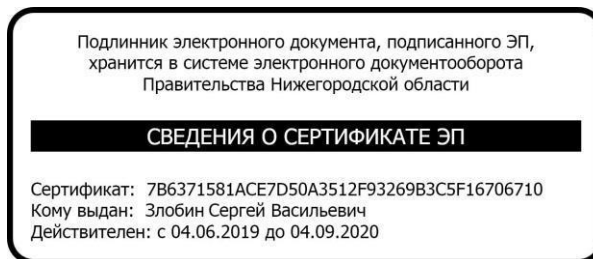 Подлинник электронного документа, подписанного ЭП,
хранится в системе электронного документооборота
Правительства Нижегородской области
СВЕДЕНИЯ О СЕРТИФИКАТЕ ЭП
Сертификат: 7B6371581ACE7D50A3512F93269B3C5F16706710
Кому выдан: Злобин Сергей Васильевич
Действителен: с 04.06.2019 до 04.09.2020